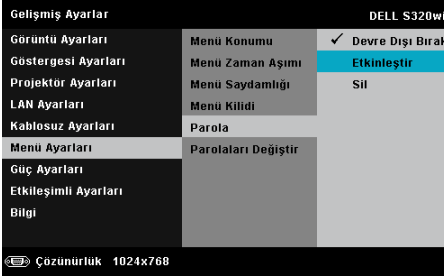 Gelişmiş Ayarlar DELL S320wi
Görüntü Ayarları
Göstergesi Ayarları
Projektör Ayarları
LAN Ayarları
Kablosuz Ayarları
Menü Ayarları
Güç Ayarları
Etkileşimli Ayarları
Bilgi
Menü Konumu
Menü Zaman Aşımı
Menü Saydamlığı
Menü Kilidi
Parola
Parolaları Değiştir
Devre Dışı Bırak
Etkinleştir
Sil
Çözünürlük 1024x768